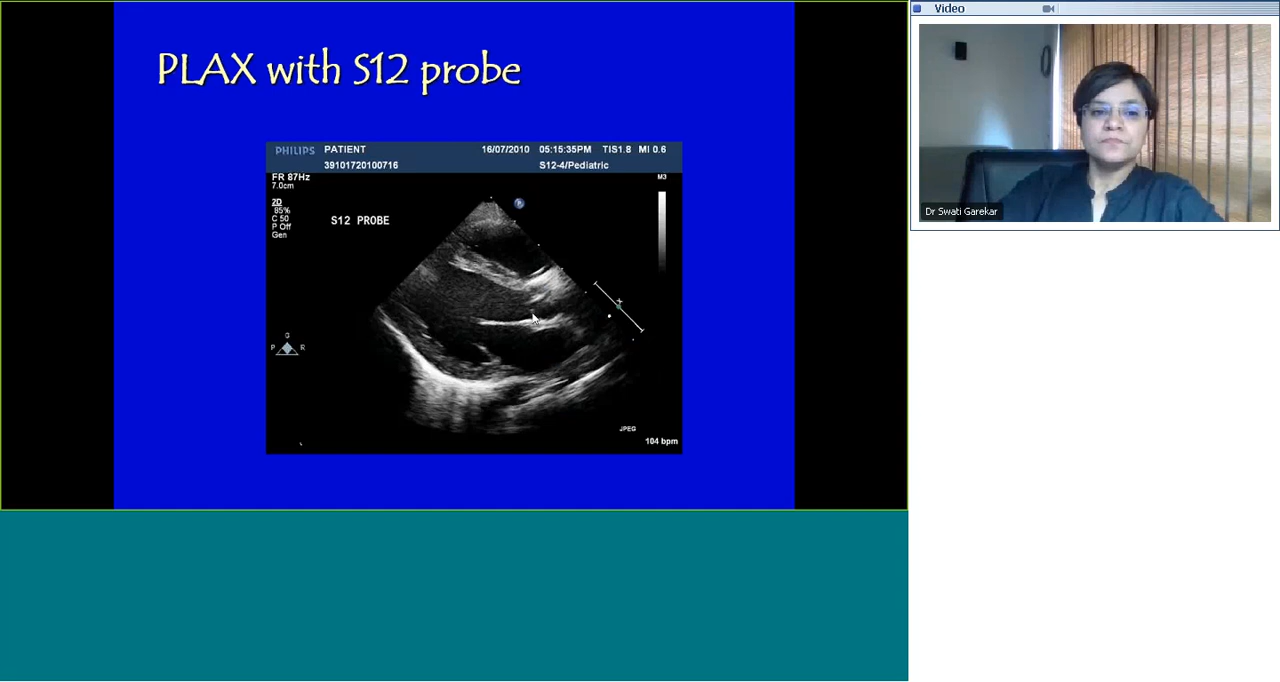 PLAX with S12 probe
PHILIPS PATIENT 16/07/2010 05:15:35PM TIS1.8 MI 0.6
39101720100716 S12-4/Pediatric
FR 87Hz
7.0cm
M3
2D
85%
C 50
P Off
Gen
S12 PROBE
P
G
P R
JPEG
104 bpm
Video
Dr Swati Garekar